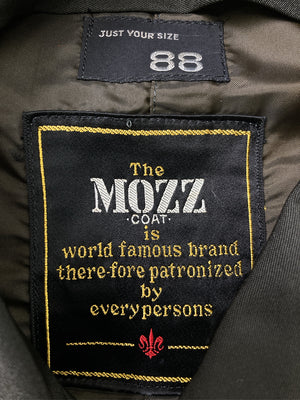 JUST YOUR SIZE
88
The
MOZZ
·COAT·
is
world famous brand
there-fore patronized
by
everypersons